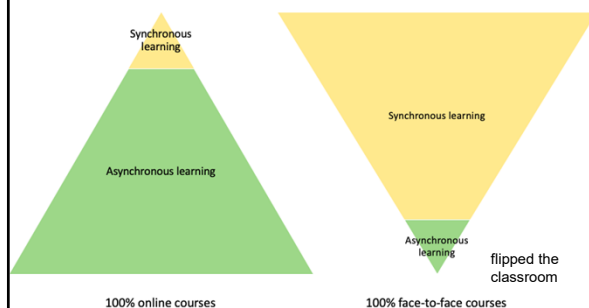 Synchronous
learning
Asynchronous learning
100% online courses
Synchronous learning
Asynchronous
learning
flipped the
classroom
100% face-to-face courses